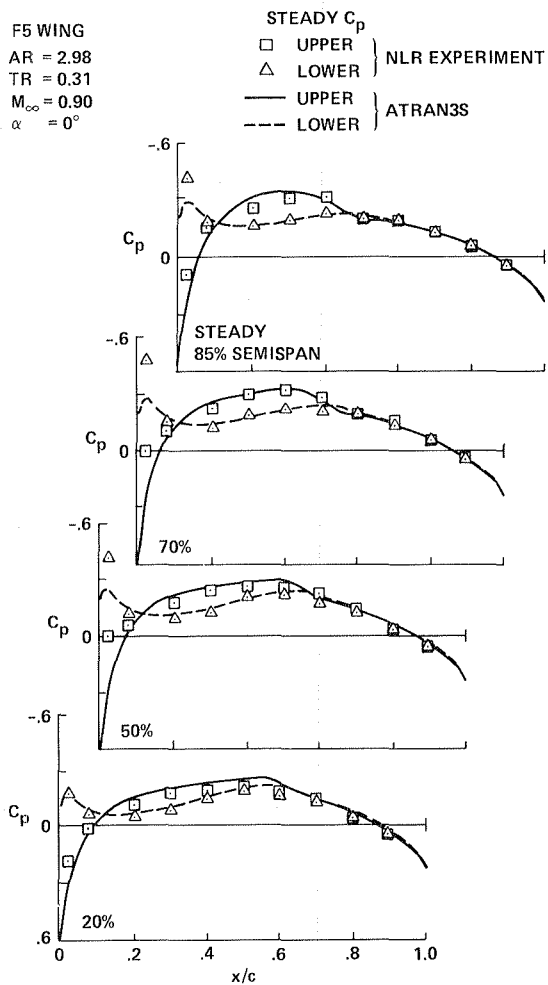 F5 WING
AR = 2.98
TR = 0.31
M∞ = 0.90
α = 0°
STEADY Cp
UPPER
LOWER
NLR EXPERIMENT
UPPER
LOWER
ATRAN3S
-.6
Cp
0
STEADY
85% SEMISPAN
-.6
Cp
0
70%
-.6
Cp
0
50%
-.6
Cp
0
20%
.6
0 .2 .4 .6 .8 1.0
x/c